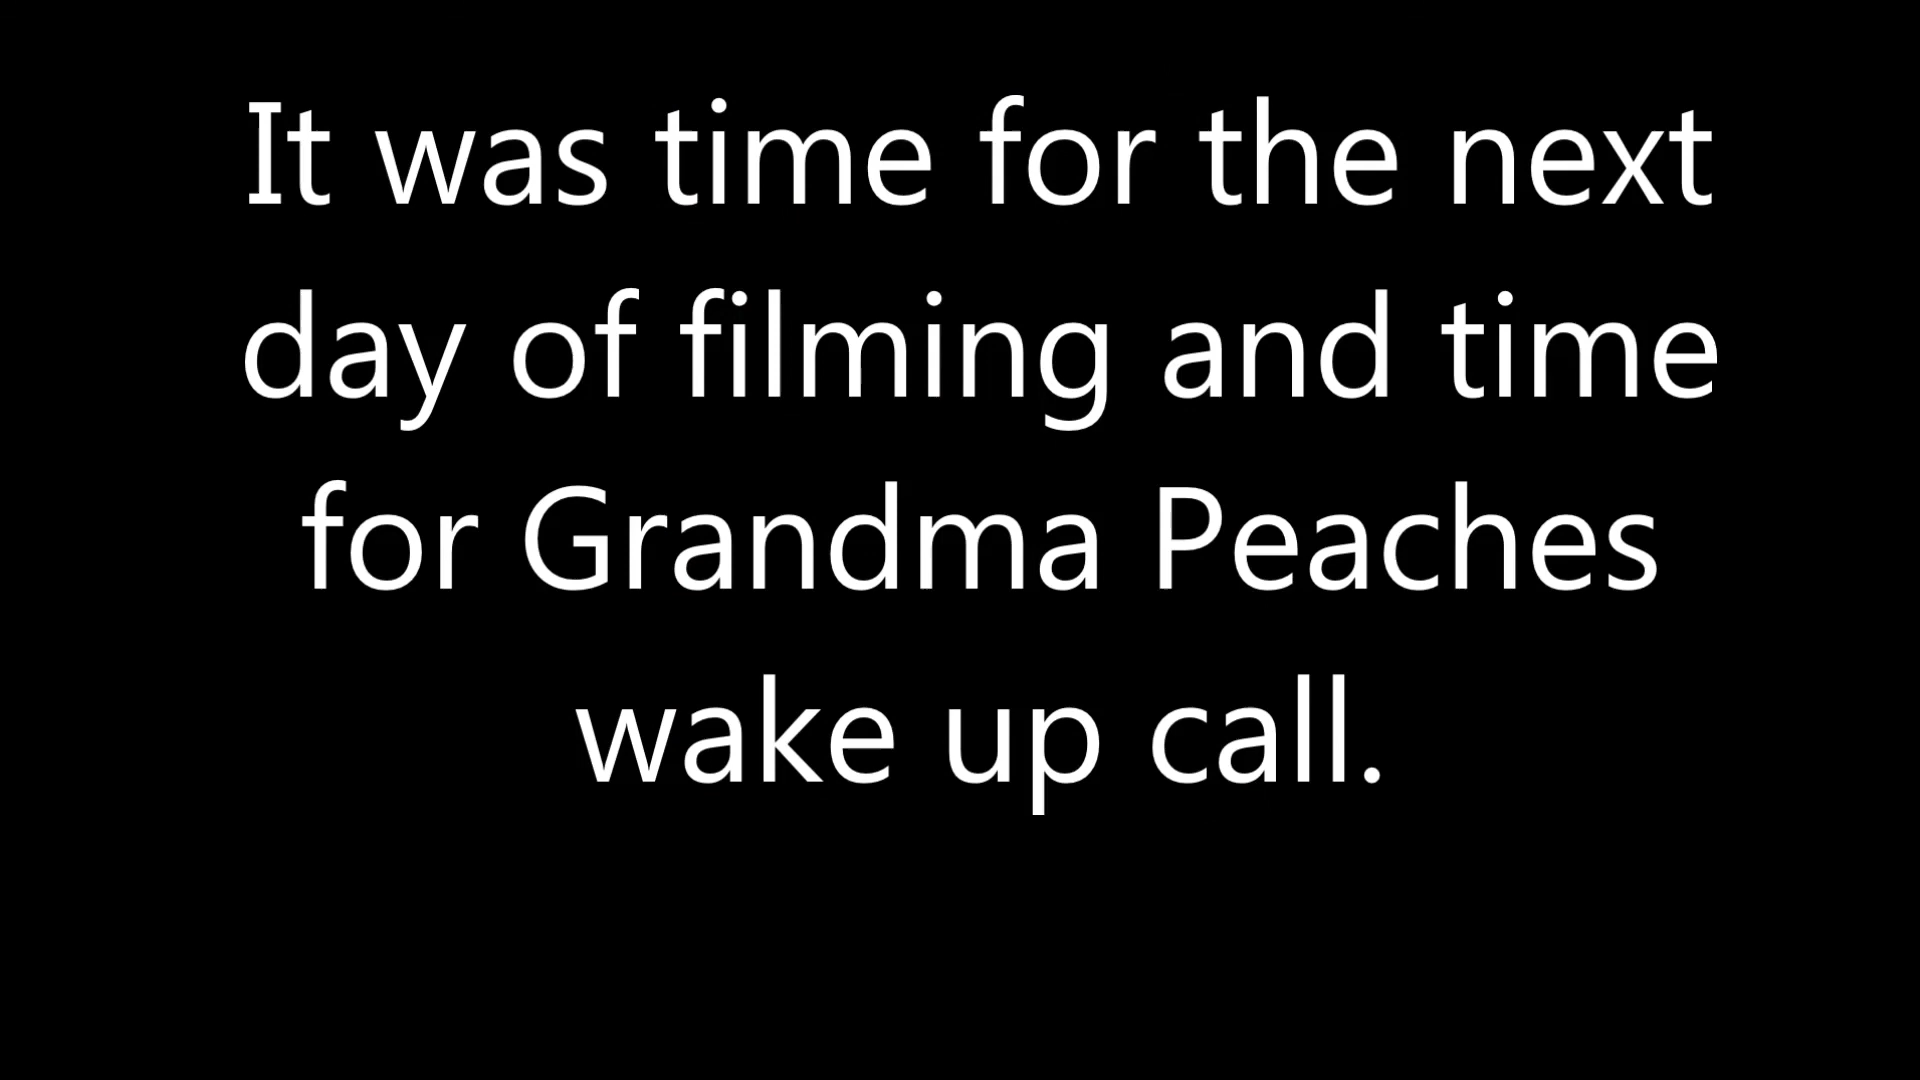 It was time for the next
day of filming and time
for Grandma Peaches
wake up call.